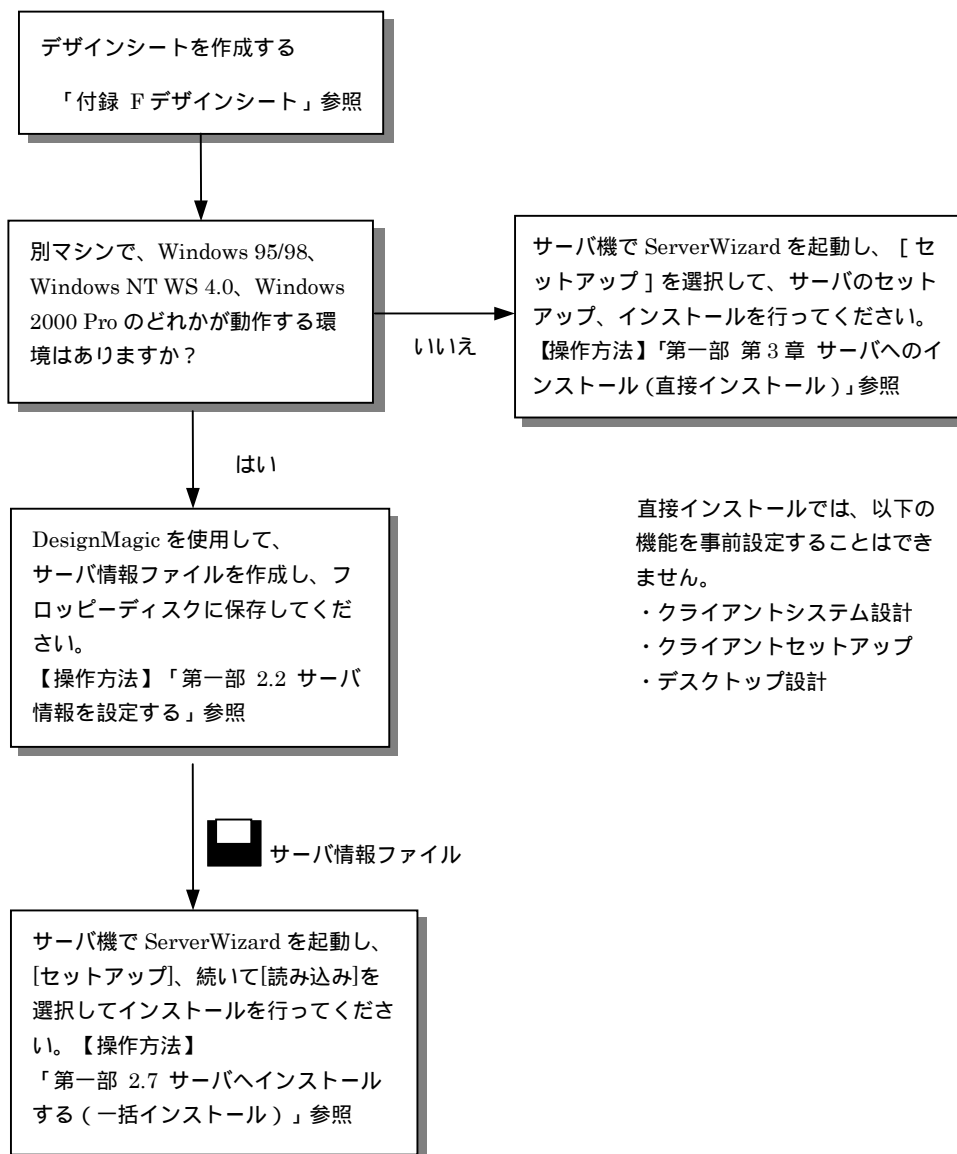 デザインシートを作成する
「付録 F デザインシート」参照
別マシンで、Windows 95/98、
Windows NT WS 4.0、Windows
2000 Pro のどれかが動作する環
境はありますか？
いいえ
サーバ機で ServerWizard を起動し、[ セ
ットアップ ] を選択して、サーバのセット
アップ、インストールを行ってください。
【操作方法】「第一部 第 3 章 サーバへのイ
ンストール (直接インストール)」参照
はい
直接インストールでは、以下の
機能を事前設定することはでき
ません。
・クライアントシステム設計
・クライアントセットアップ
・デスクトップ設計
DesignMagic を使用して、
サーバ情報ファイルを作成し、フ
ロッピーディスクに保存してくだ
さい。
【操作方法】「第一部 2.2 サーバ
情報を設定する」参照
サーバ情報ファイル
サーバ機で ServerWizard を起動し、
[セットアップ]、続いて[読み込み]を
選択してインストールを行ってくださ
い。【操作方法】
「第一部 2.7 サーバへインストール
する ( 一括インストール ) 」参照